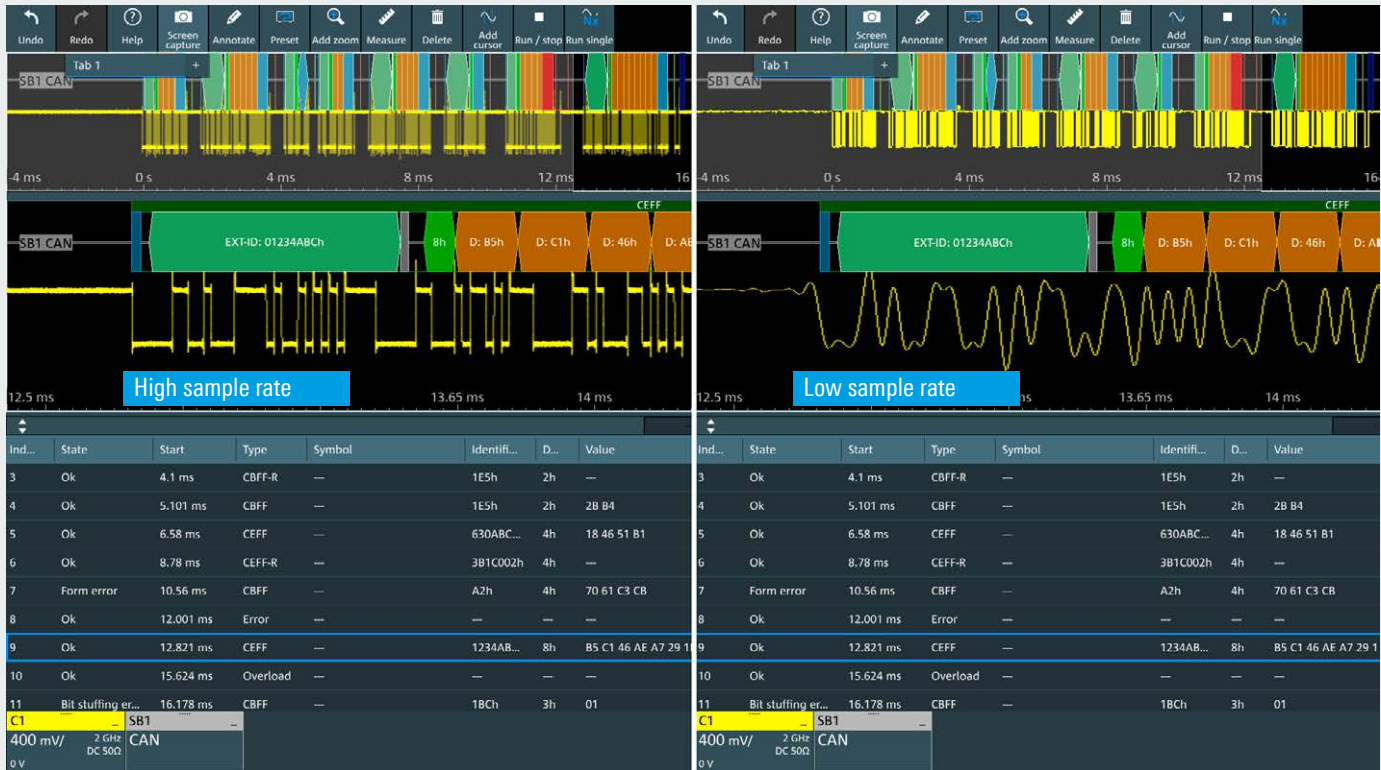 Undo Redo Help Screen capture Annotate Preset Add zoom Measure Delete Add cursor Run / stop Run single
Tab 1 +
SB1 CAN
-4 ms 0 s 4 ms 8 ms 12 ms 16
CEFF
SB1 CAN EXT-ID: 01234ABCh 8h D: B5h D: C1h D: 46h D: AE
High sample rate
12.5 ms 13.65 ms 14 ms
Ind... State Start Type Symbol Identifi... D... Value
3 Ok 4.1 ms CBFF-R — 1E5h 2h —
4 Ok 5.101 ms CBFF — 1E5h 2h 2B B4
5 Ok 6.58 ms CEFF — 630ABC... 4h 18 46 51 B1
6 Ok 8.78 ms CEFF-R — 3B1C002h 4h —
7 Form error 10.56 ms CBFF — A2h 4h 70 61 C3 CB
8 Ok 12.001 ms Error — — — —
9 Ok 12.821 ms CEFF — 1234AB... 8h B5 C1 46 AE A7 29
10 Ok 15.624 ms Overload — — — —
11 Bit stuffing er... 16.178 ms CBFF — 1BCh 3h 01
C1 SB1
400 mV/ 2 GHz CAN
DC 50Ω
0 V
Undo Redo Help Screen capture Annotate Preset Add zoom Measure Delete Add cursor Run / stop Run single
Tab 1 +
SB1 CAN
-4 ms 0 s 4 ms 8 ms 12 ms 16
CEFF
SB1 CAN EXT-ID: 01234ABCh 8h D: B5h D: C1h D: 46h
Low sample rate
12.5 ms ms 13.65 ms 14 ms
Ind... State Start Type Symbol Identifi... D... Value
3 Ok 4.1 ms CBFF-R — 1E5h 2h —
4 Ok 5.101 ms CBFF — 1E5h 2h 2B B4
5 Ok 6.58 ms CEFF — 630ABC... 4h 18 46 51 B1
6 Ok 8.78 ms CEFF-R — 3B1C002h 4h —
7 Form error 10.56 ms CBFF — A2h 4h 70 61 C3 CB
8 Ok 12.001 ms Error — — — —
9 Ok 12.821 ms CEFF — 1234AB... 8h B5 C1 46 AE A7 29 1
10 Ok 15.624 ms Overload — — — —
11 Bit stuffing er... 16.178 ms CBFF — 1BCh 3h 01
C1 SB1
400 mV/ 2 GHz CAN
DC 50Ω
0 V